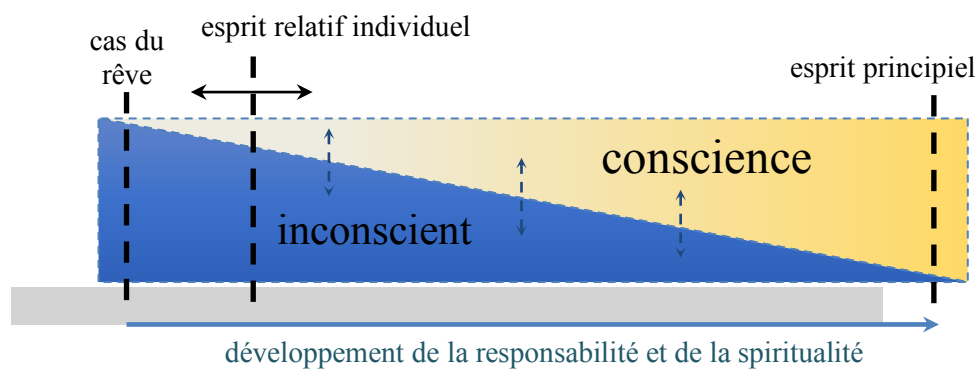 cas du
rêve
esprit relatif individuel
esprit principiel
conscience
inconscient
développement de la responsabilité et de la spiritualité